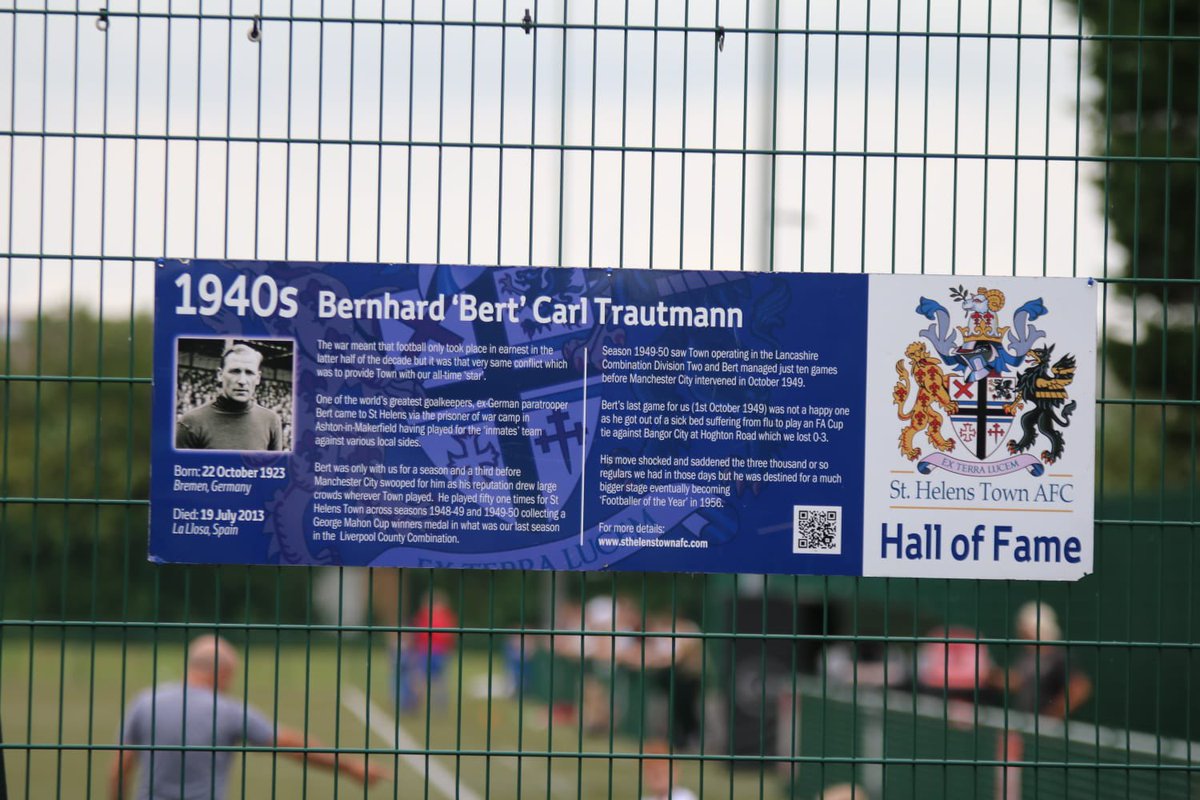 1940s Bernhard ‘Bert’ Carl Trautmann
Born: 22 October 1923
Bremen, Germany
Died: 19 July 2013
La Llosa, Spain
The war meant that football only took place in earnest in the
latter half of the decade but it was that very same conflict which
was to provide Town with our all-time ‘star’.
One of the world's greatest goalkeepers, ex-German paratrooper
Bert came to St Helens via the prisoner of war camp in
Ashton-in-Makerfield having played for the ‘inmates’ team
against various local sides.
Bert was only with us for a season and a third before
Manchester City swooped for him as his reputation drew large
crowds wherever Town played. He played fifty one times for St
Helens Town across seasons 1948-49 and 1949-50 collecting a
George Mahon Cup winners medal in what was our last season
in the Liverpool County Combination.
Season 1949-50 saw Town operating in the Lancashire
Combination Division Two and Bert managed just ten games
before Manchester City intervened in October 1949.
Bert's last game for us (1st October 1949) was not a happy one
as he got out of a sick bed suffering from flu to play an FA Cup
tie against Bangor City at Hoghton Road which we lost 0-3.
His move shocked and saddened the three thousand or so
regulars we had in those days but he was destined for a much
bigger stage eventually becoming
‘Footballer of the Year’ in 1956.
For more details:
www.sthelenstownafc.com
EX TERRA LUCEM
EX TERRA LUCEM
St. Helens Town AFC
Hall of Fame